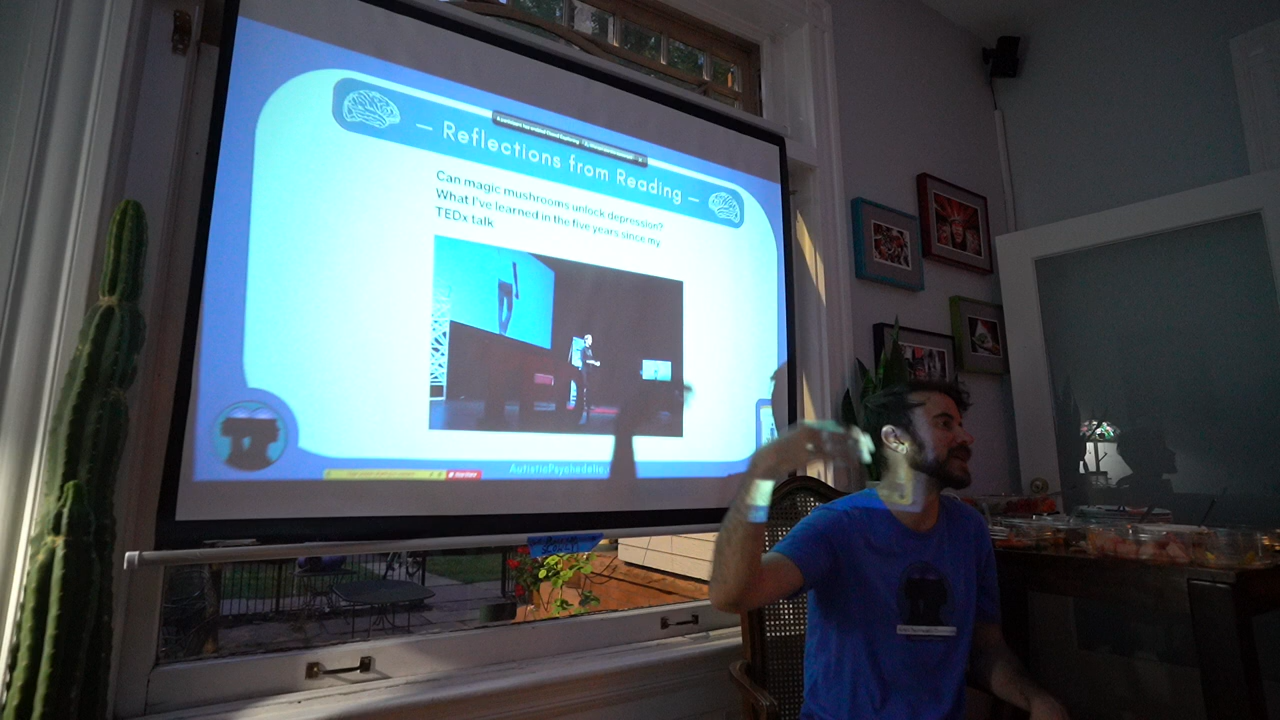 — Reflections from Reading —
Can magic mushrooms unlock depression?
What I've learned in the five years since my
TEDx talk
AutisticPsychedelic